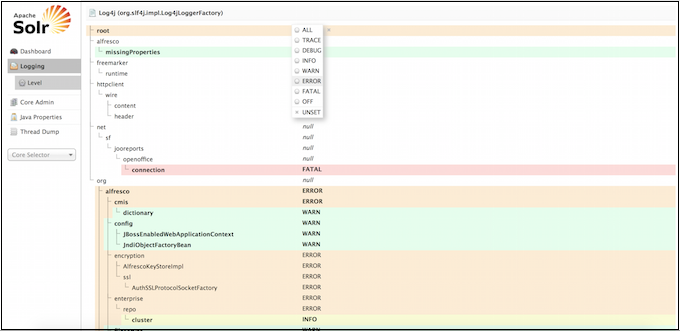 Apache
Solr
Dashboard
Logging
Level
Core Admin
Java Properties
Thread Dump
Core Selector
Log4j (org.slf4j.impl.Log4jLoggerFactory)
root
ALL
alfresco
TRACE
missingProperties
DEBUG
freemarker
INFO
runtime
WARN
httpclient
ERROR
wire
FATAL
content
OFF
header
UNSET
net null
sf null
jooreports null
openoffice null
connection FATAL
org null
alfresco ERROR
cmis ERROR
dictionary WARN
config WARN
JBossEnabledWebApplicationContext WARN
JndiObjectFactoryBean WARN
encryption ERROR
AlfrescoKeyStoreImpl ERROR
ssl ERROR
AuthSSLProtocolSocketFactory ERROR
enterprise ERROR
repo ERROR
cluster INFO